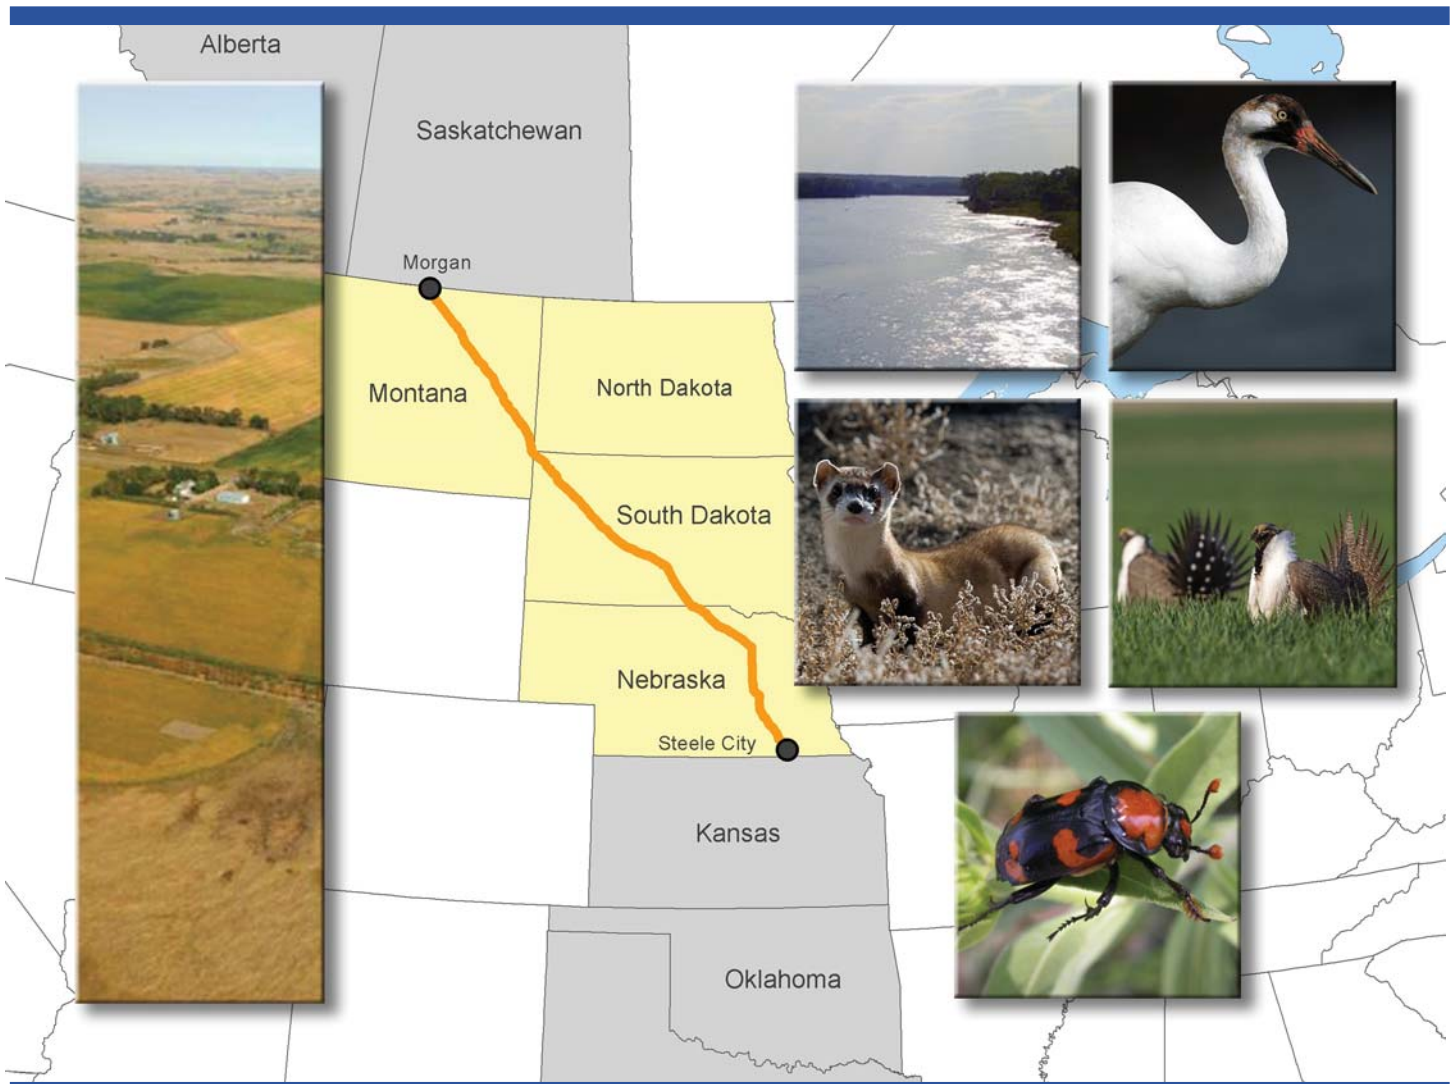 Alberta
Saskatchewan
Morgan
Montana
North Dakota
South Dakota
Nebraska
Steele City
Kansas
Oklahoma